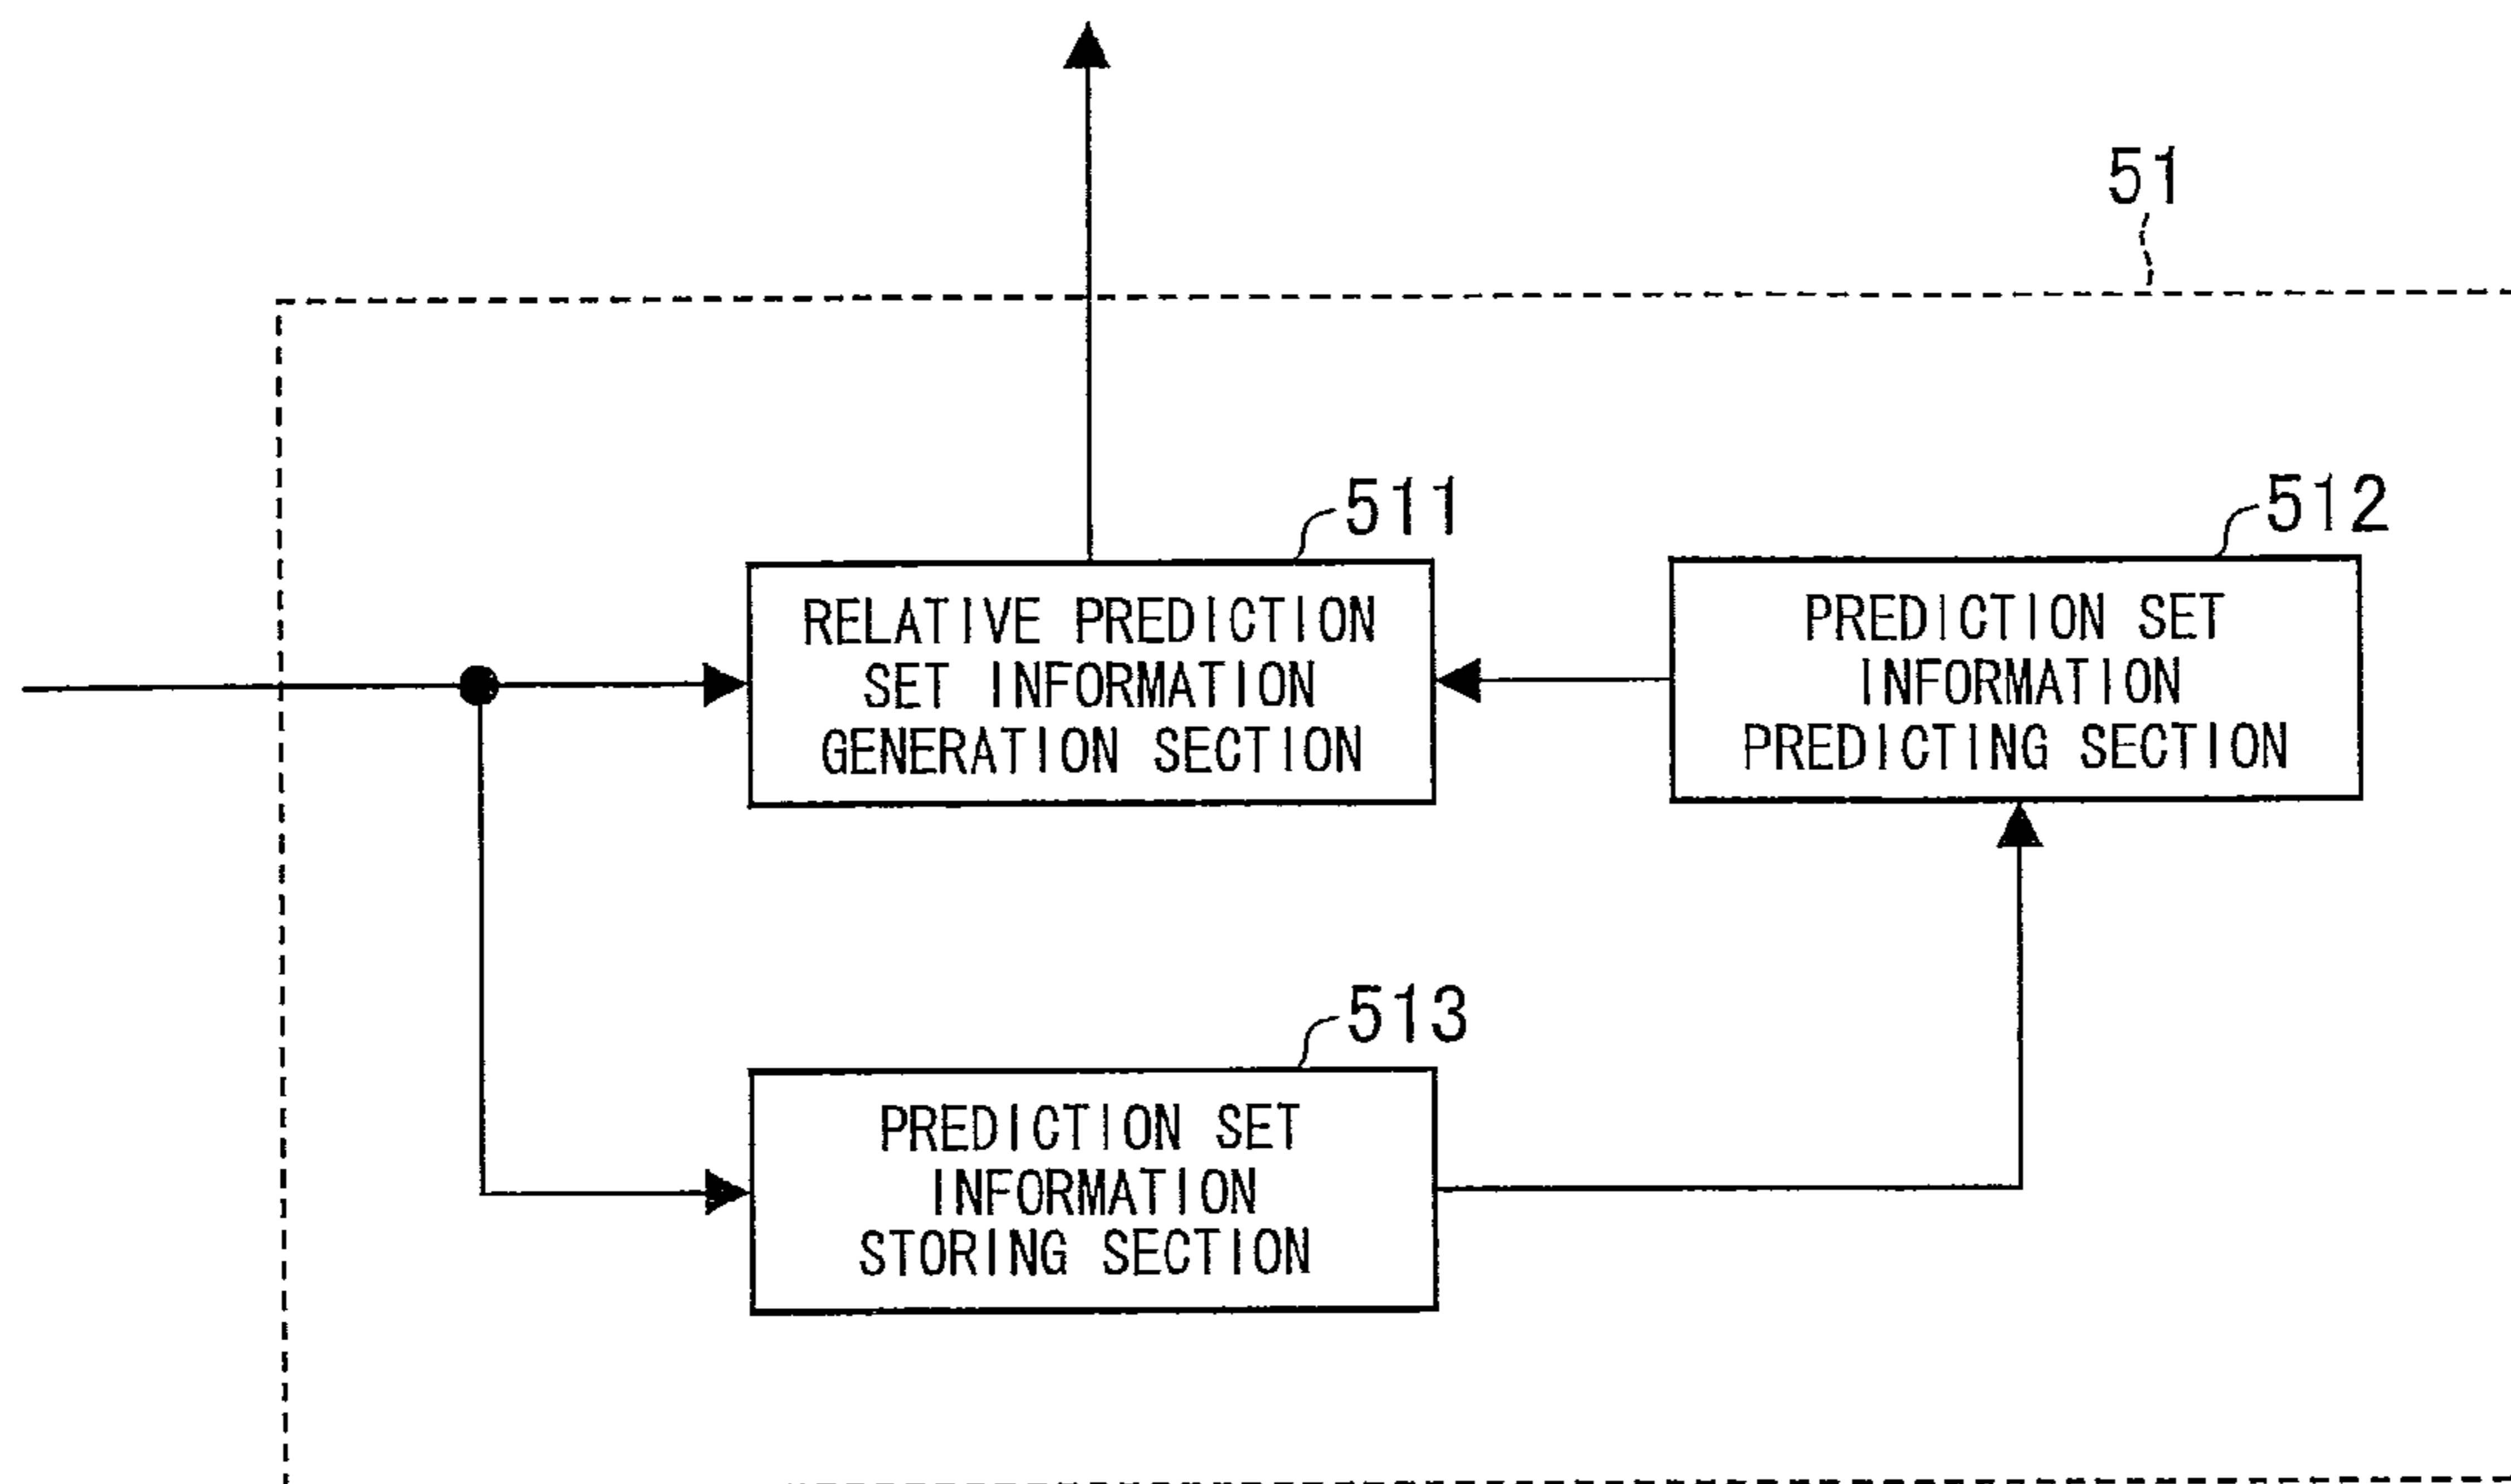 51
511
RELATIVE PREDICTION
SET INFORMATION
GENERATION SECTION
512
PREDICTION SET
INFORMATION
PREDICTING SECTION
513
PREDICTION SET
INFORMATION
STORING SECTION